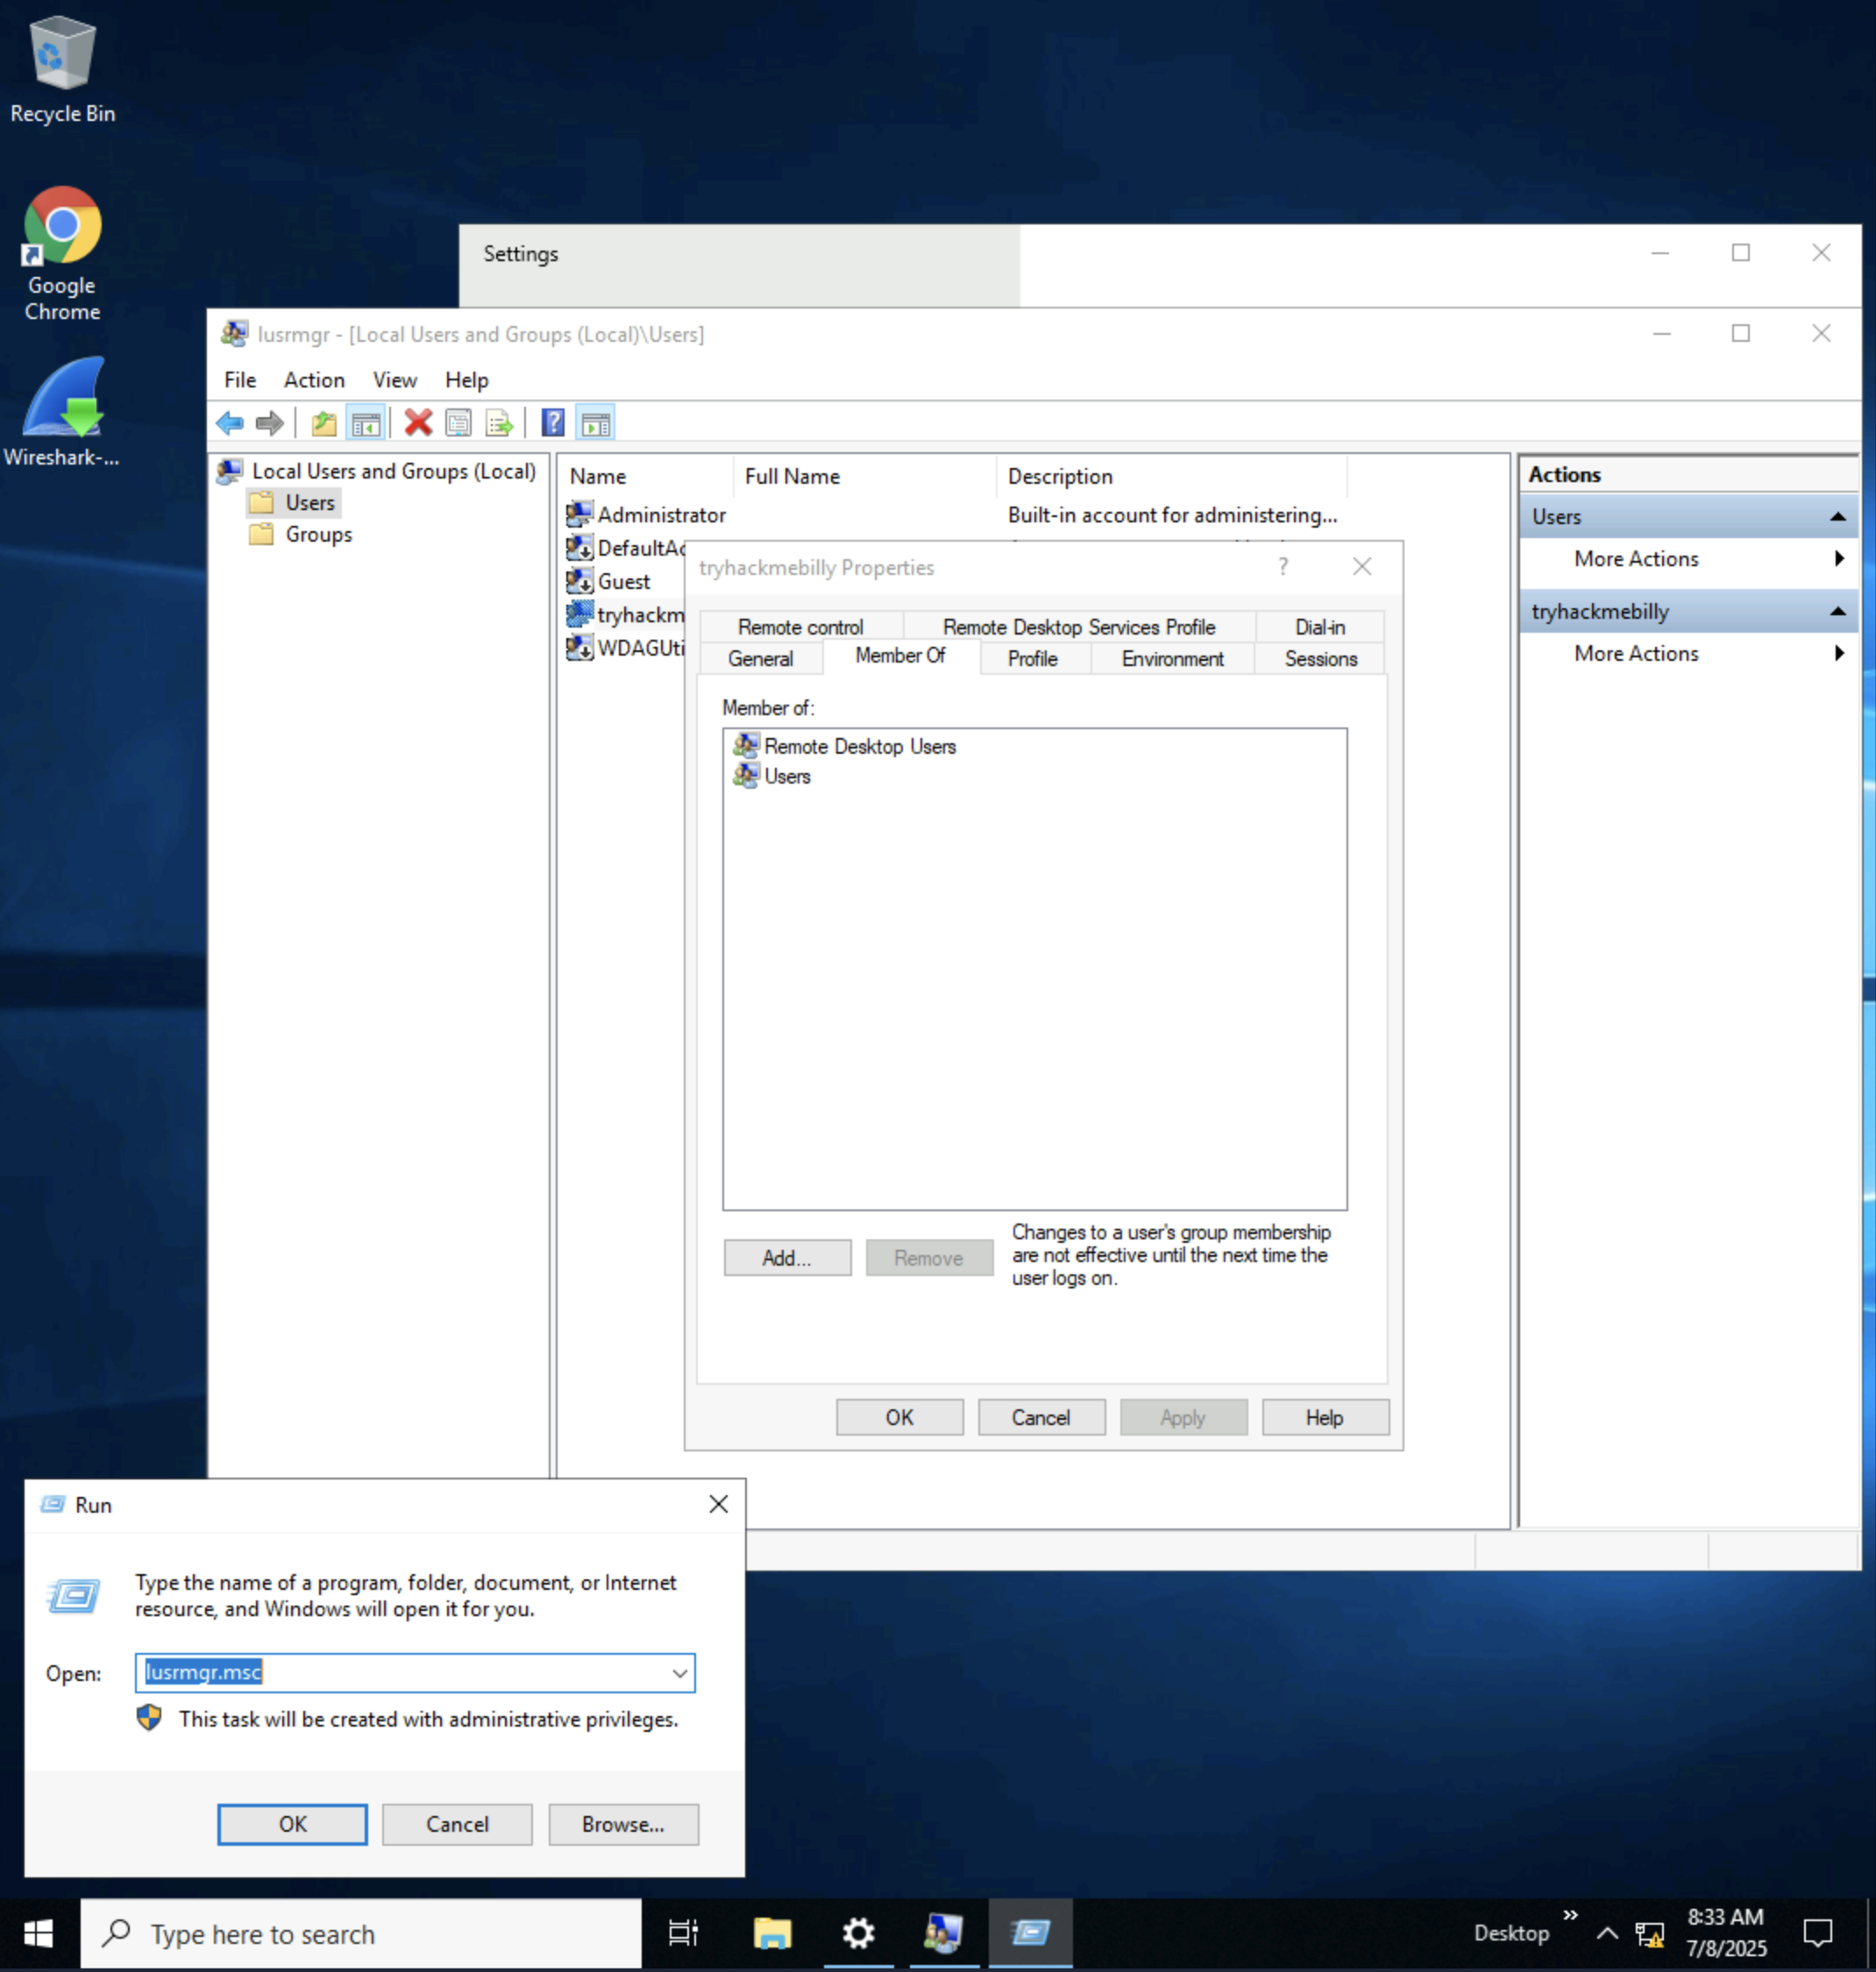 Recycle Bin
Google
Chrome
Wireshark-...
Settings
lusrmgr - [Local Users and Groups (Local)\Users]
File Action View Help
Local Users and Groups (Local)
Users
Groups
Name Full Name Description
Administrator Built-in account for administering...
DefaultAc
Guest
tryhackm
WDAGUti
Actions
Users
More Actions
tryhackmebilly
More Actions
tryhackmebilly Properties
?
Remote control Remote Desktop Services Profile Dial-in
General Member Of Profile Environment Sessions
Member of:
Remote Desktop Users
Users
Add... Remove
Changes to a user's group membership
are not effective until the next time the
user logs on.
OK Cancel Apply Help
Run
Type the name of a program, folder, document, or Internet
resource, and Windows will open it for you.
Open: lusrmgr.msc
This task will be created with administrative privileges.
OK Cancel Browse...
Type here to search
Desktop
8:33 AM
7/8/2025